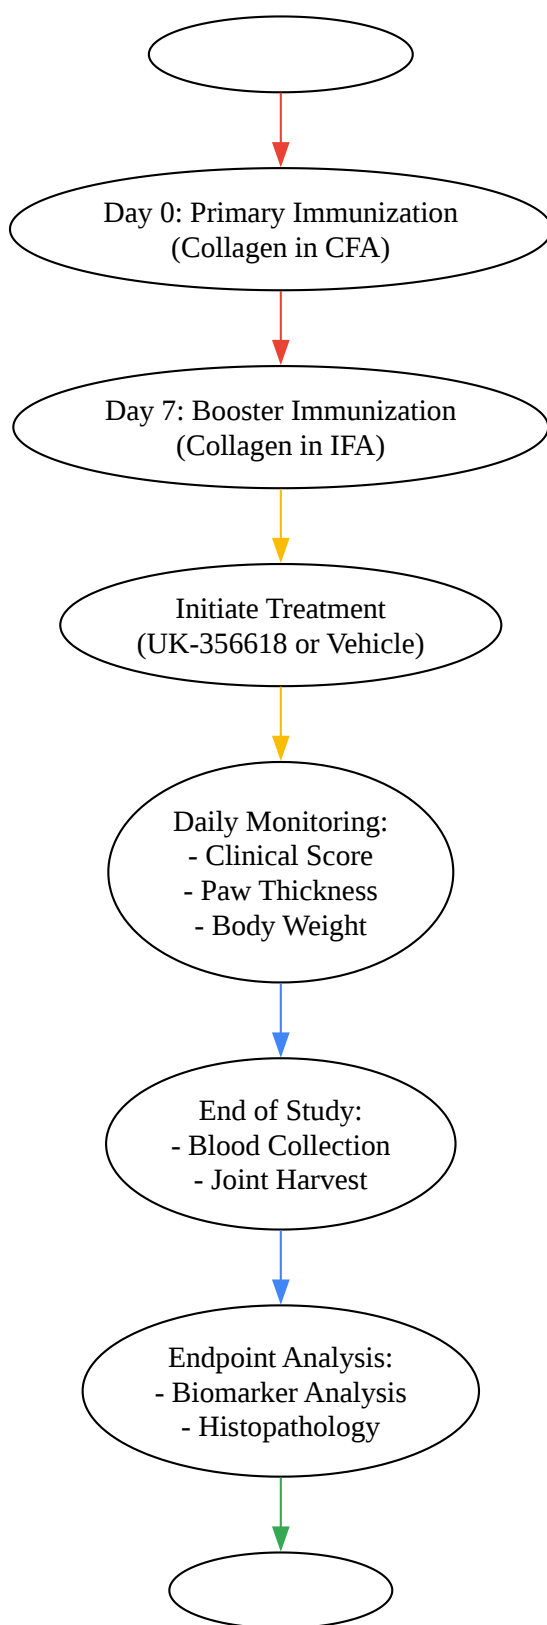 Day 0: Primary Immunization
(Collagen in CFA)
Day 7: Booster Immunization
(Collagen in IFA)
Initiate Treatment
(UK-356618 or Vehicle)
Daily Monitoring:
- Clinical Score
- Paw Thickness
- Body Weight
End of Study:
- Blood Collection
- Joint Harvest
Endpoint Analysis:
- Biomarker Analysis
- Histopathology